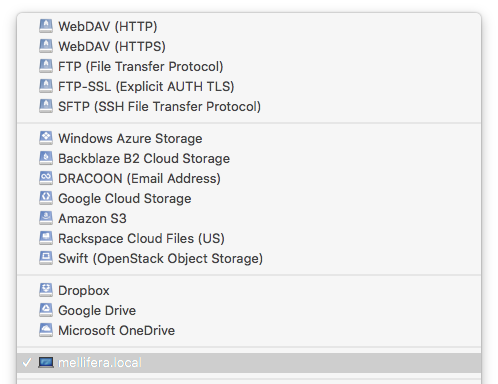 WebDAV (HTTP)
WebDAV (HTTPS)
FTP (File Transfer Protocol)
FTP-SSL (Explicit AUTH TLS)
SFTP (SSH File Transfer Protocol)
Windows Azure Storage
Backblaze B2 Cloud Storage
DRACOON (Email Address)
Google Cloud Storage
Amazon S3
Rackspace Cloud Files (US)
Swift (OpenStack Object Storage)
Dropbox
Google Drive
Microsoft OneDrive
mellifera.local